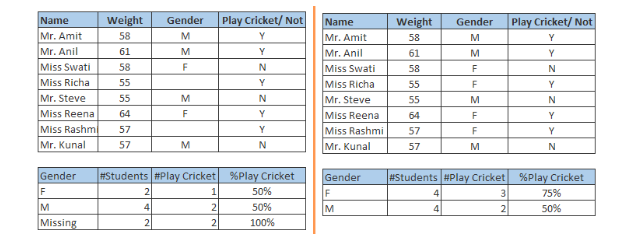 Name Weight Gender Play Cricket/ Not
Mr. Amit 58 M Y
Mr. Anil 61 M Y
Miss Swati 58 F N
Miss Richa 55 Y
Mr. Steve 55 M N
Miss Reena 64 F Y
Miss Rashmi 57 Y
Mr. Kunal 57 M N
Gender #Students #Play Cricket %Play Cricket
F 2 1 50%
M 4 2 50%
Missing 2 2 100%
Name Weight Gender Play Cricket/ Not
Mr. Amit 58 M Y
Mr. Anil 61 M Y
Miss Swati 58 F N
Miss Richa 55 F Y
Mr. Steve 55 M N
Miss Reena 64 F Y
Miss Rashmi 57 F Y
Mr. Kunal 57 M N
Gender #Students #Play Cricket %Play Cricket
F 4 3 75%
M 4 2 50%